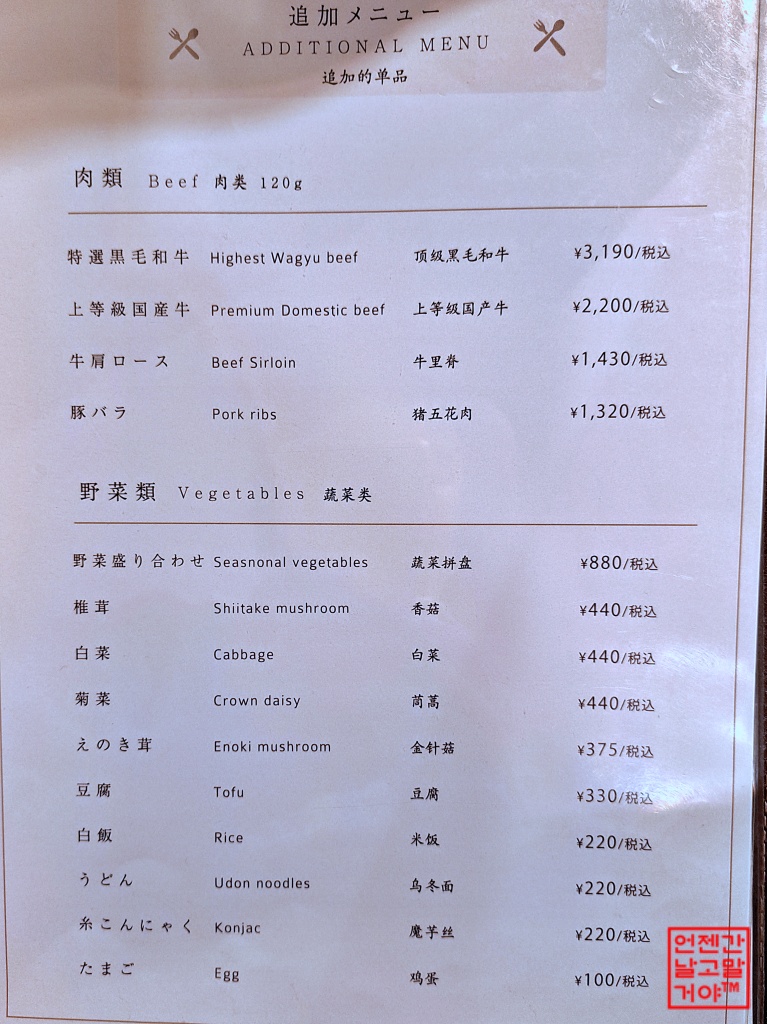 追加メニュー
ADDITIONAL MENU
追加的单品
肉類 Beef 肉类 120g
特選黒毛和牛 Highest Wagyu beef 顶级黑毛和牛 ¥3,190/税込
上等級国産牛 Premium Domestic beef 上等级国产牛 ¥2,200/税込
牛肩ロース Beef Sirloin 牛里脊 ¥1,430/税込
豚バラ Pork ribs 猪五花肉 ¥1,320/税込
野菜類 Vegetables 蔬菜类
野菜盛り合わせ Seasnonal vegetables 蔬菜拼盘 ¥880/税込
椎茸 Shiitake mushroom 香菇 ¥440/税込
白菜 Cabbage 白菜 ¥440/税込
菊菜 Crown daisy 茼蒿 ¥440/税込
えのき茸 Enoki mushroom 金针菇 ¥375/税込
豆腐 Tofu 豆腐 ¥330/税込
白飯 Rice 米饭 ¥220/税込
うどん Udon noodles 乌冬面 ¥220/税込
糸こんにゃく Konjac 魔芋丝 ¥220/税込
たまご Egg 鸡蛋 ¥100/税込
언젠간
날고말
거야™